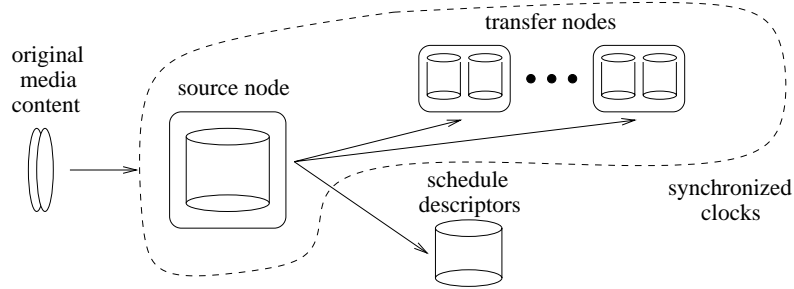 original
media
content
source node
transfer nodes
schedule
descriptors
synchronized
clocks